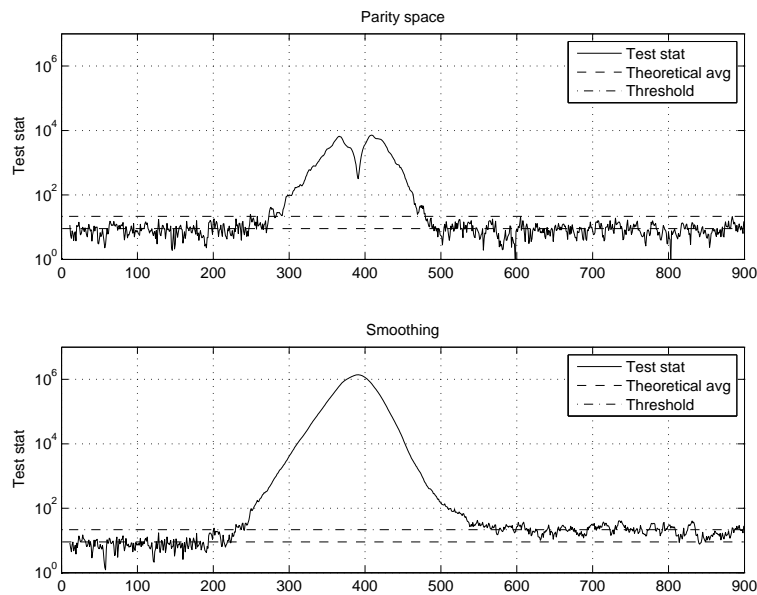 Parity space
Test stat
10^6
10^4
10^2
10^0
Test stat
Theoretical avg
Threshold
0 100 200 300 400 500 600 700 800 900
Smoothing
Test stat
10^6
10^4
10^2
10^0
Test stat
Theoretical avg
Threshold
0 100 200 300 400 500 600 700 800 900